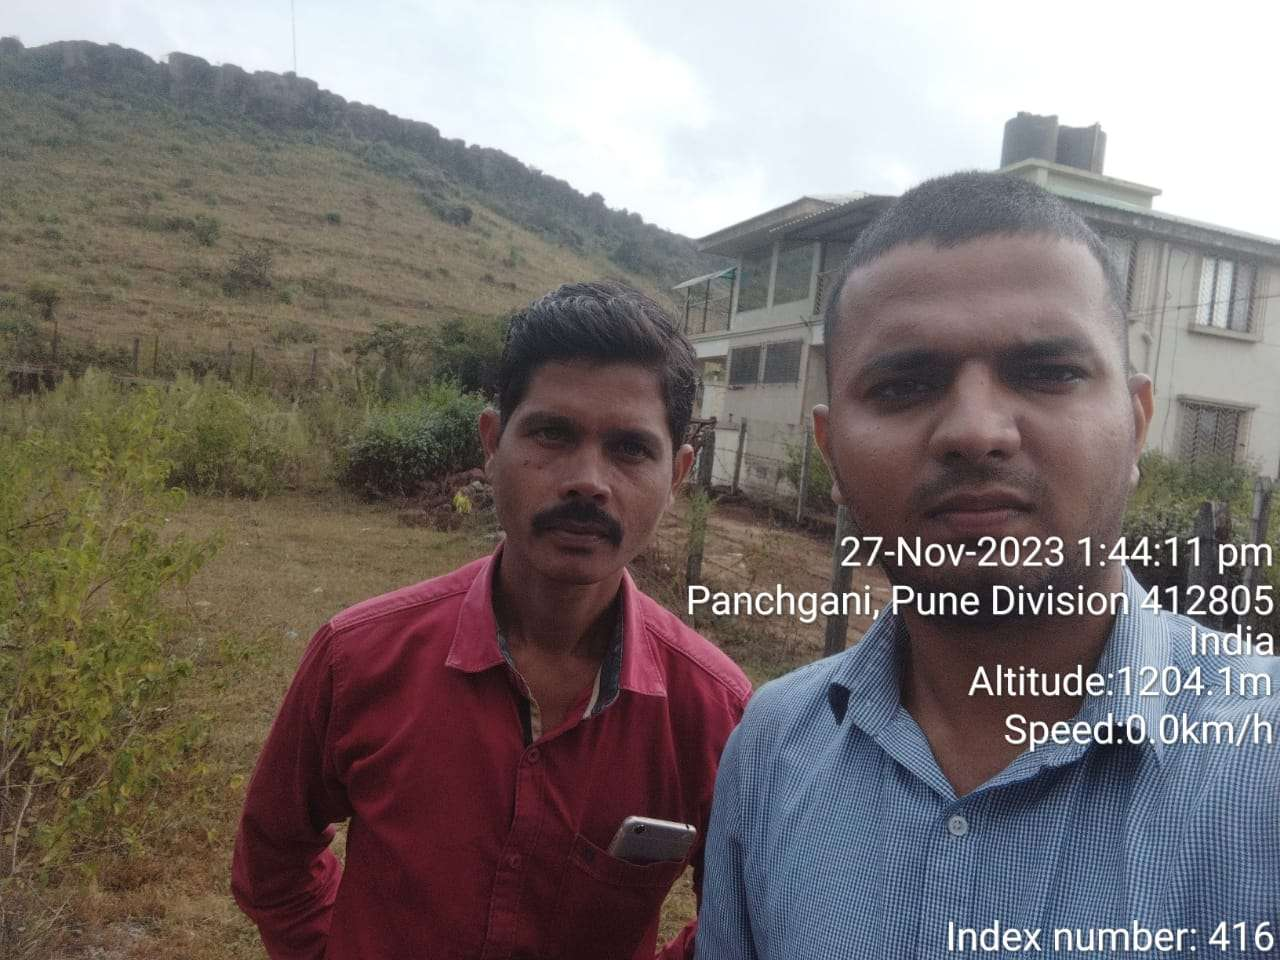 27-Nov-2023 1:44:11 pm
Panchgani, Pune Division 412805
India
Altitude:1204.1m
Speed:0.0km/h
Index number: 416